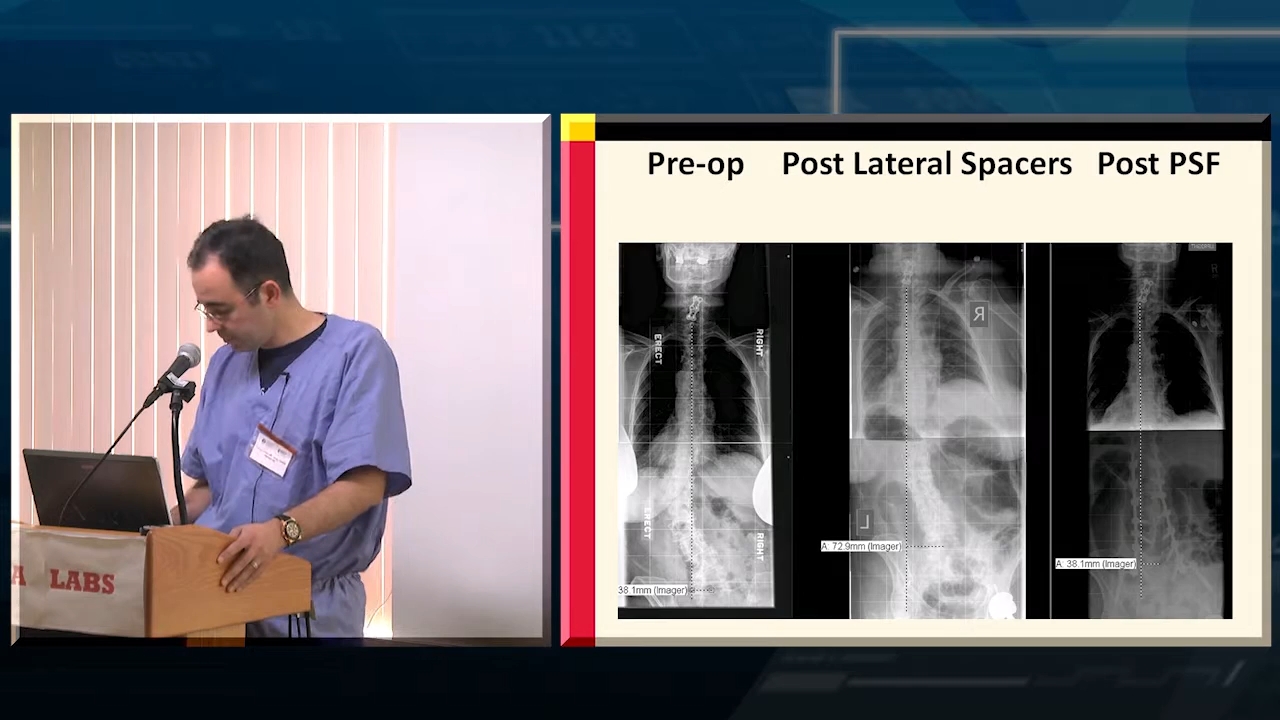 Pre-op Post Lateral Spacers Post PSF
ERECT
RIGHT
R
R
ERECT
RIGHT
L
A: 72.9mm (Imager)
A: 38.1mm (Imager)
38.1mm (Imager)
A LABS